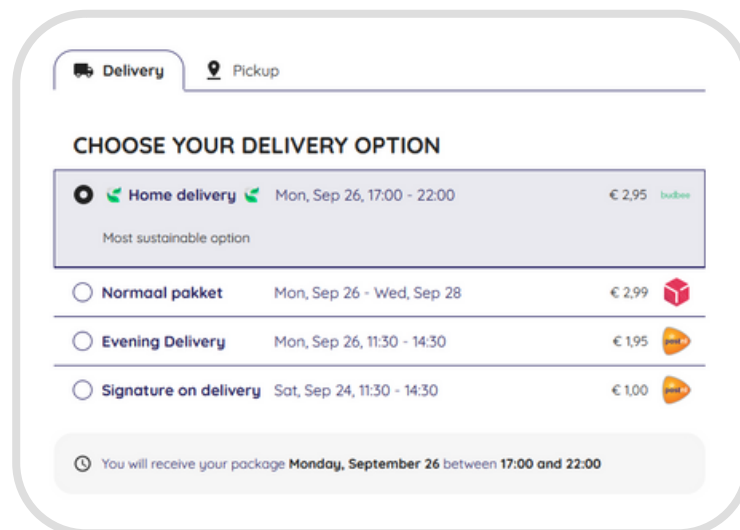 Delivery
Pickup
CHOOSE YOUR DELIVERY OPTION
Home delivery Mon, Sep 26, 17:00 - 22:00 € 2,95 budbee
Most sustainable option
Normaal pakket Mon, Sep 26 - Wed, Sep 28 € 2,99
Evening Delivery Mon, Sep 26, 11:30 - 14:30 € 1,95
Signature on delivery Sat, Sep 24, 11:30 - 14:30 € 1,00
You will receive your package Monday, September 26 between 17:00 and 22:00